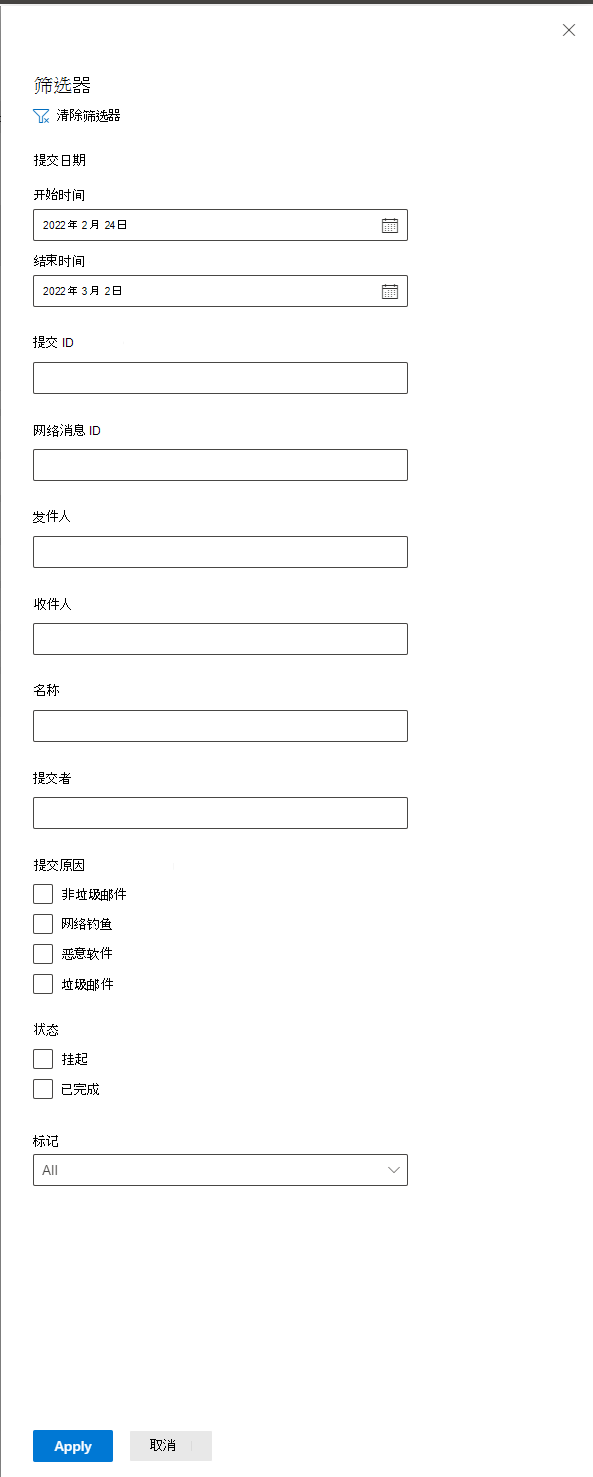 筛选器
清除筛选器
提交日期
开始时间
2022 年 2 月 24 日
结束时间
2022 年 3 月 2 日
提交 ID
网络消息 ID
发件人
收件人
名称
提交者
提交原因
非垃圾邮件
网络钓鱼
恶意软件
垃圾邮件
状态
挂起
已完成
标记
All
Apply 取消